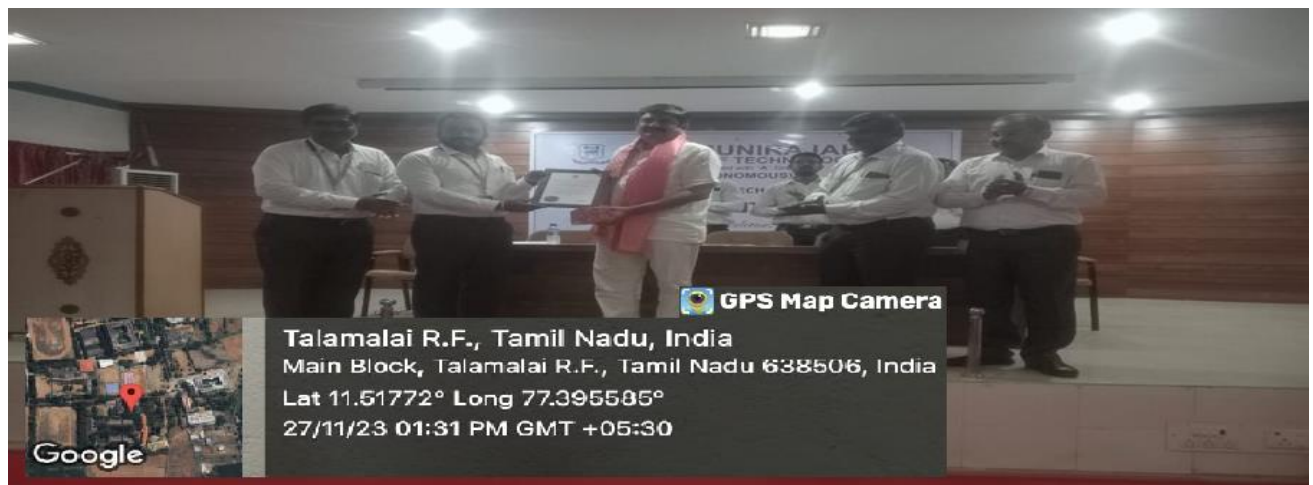 TECHNOLOG
GPS Map Camera
Talamalai R.F., Tamil Nadu, India
Main Block, Talamalai R.F., Tamil Nadu 638506, India
Lat 11.51772° Long 77.395585°
27/11/23 01:31 PM GMT +05:30
Google